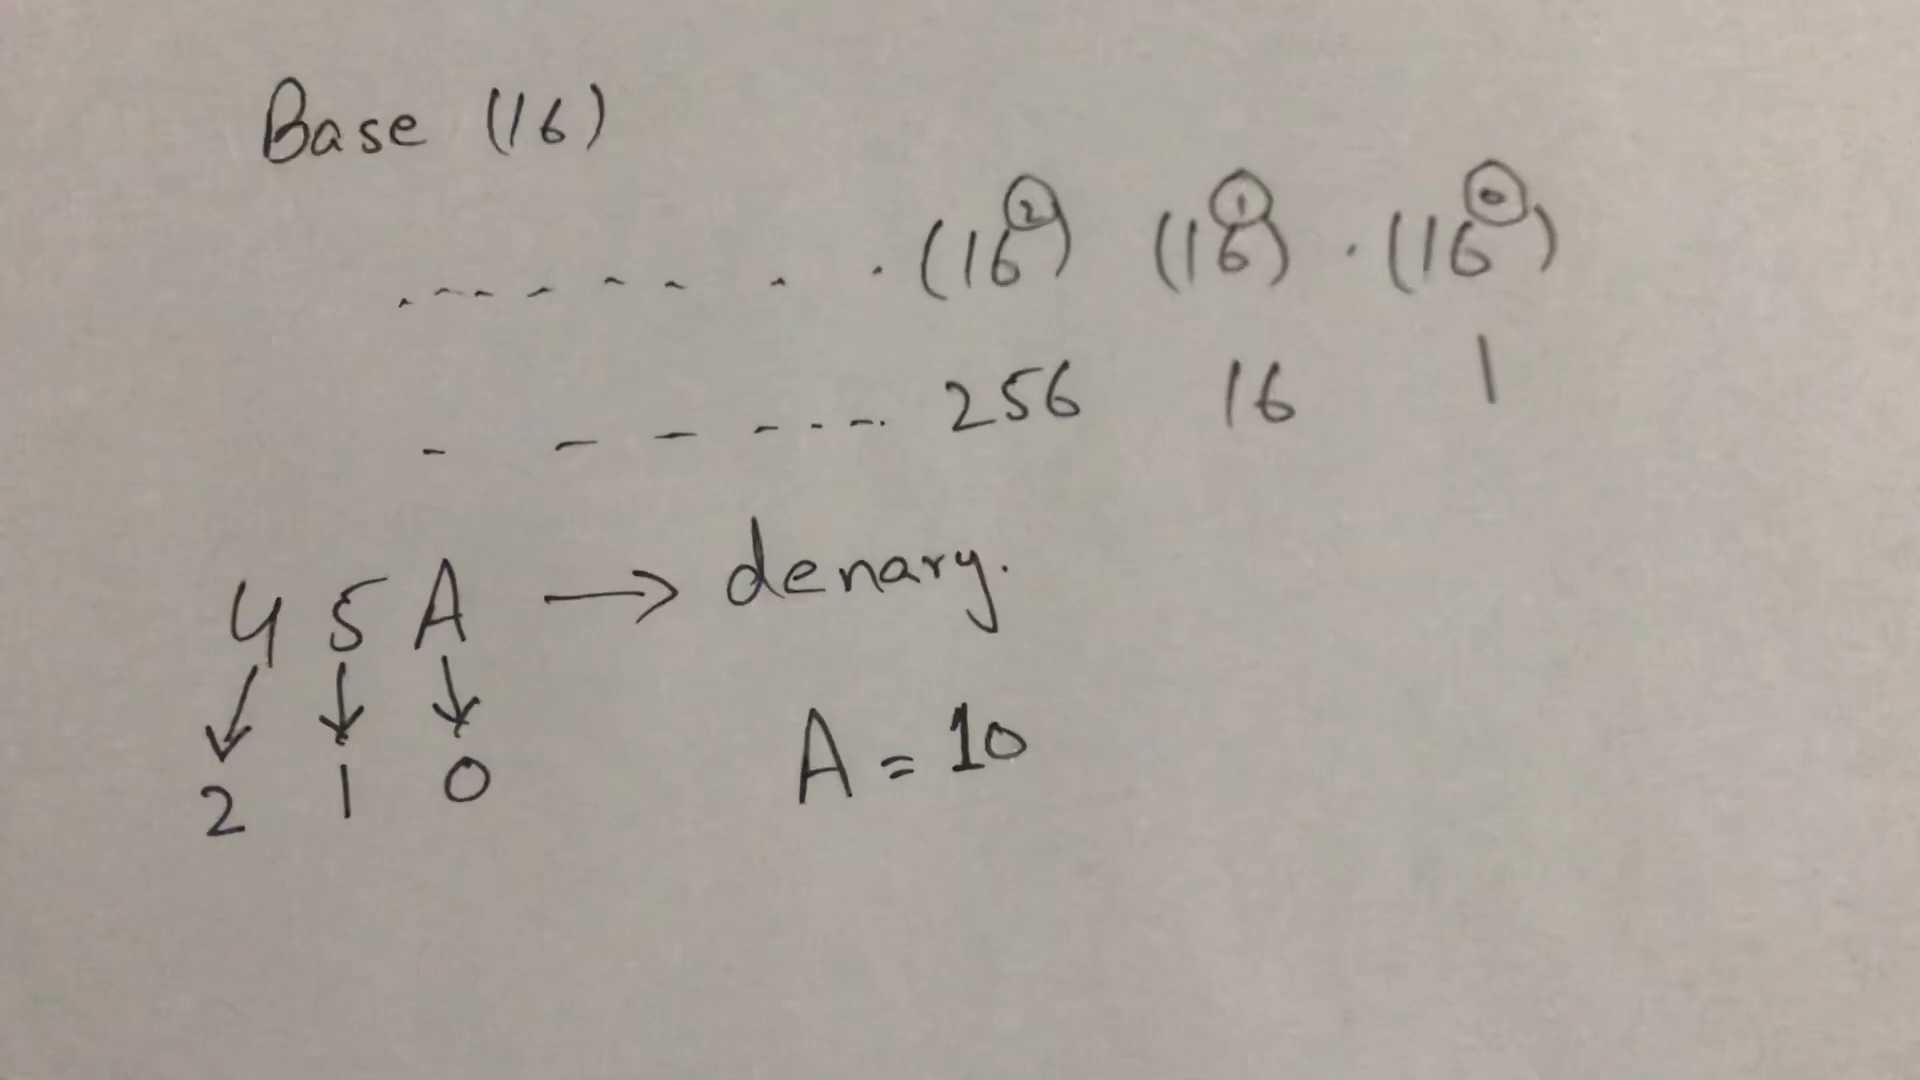 Base (16)
. - - - - - - . (16²) (16¹) . (16⁰)
- - - - - - . 256 16 1
4 5 A → denary.
↓ ↓ ↓
2 1 0
A = 10